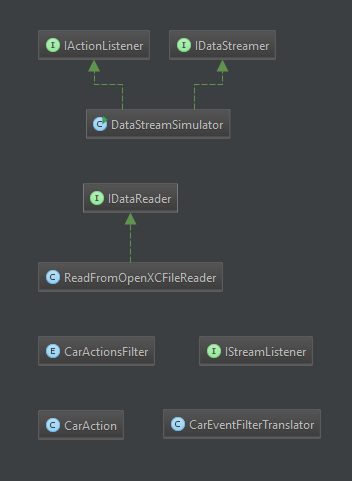 I IActionListener
I IDataStreamer
C DataStreamSimulator
I IDataReader
C ReadFromOpenXCFileReader
E CarActionsFilter
I IStreamListener
C CarAction
C CarEventFilterTranslator